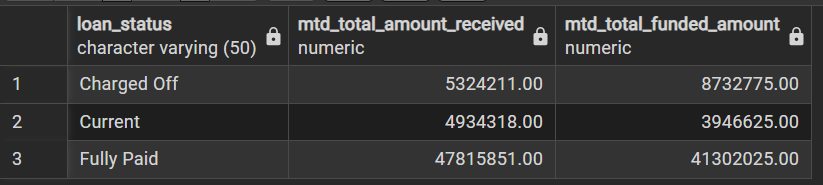 loan_status mtd_total_amount_received mtd_total_funded_amount
character varying (50) numeric numeric
1 Charged Off 5324211.00 8732775.00
2 Current 4934318.00 3946625.00
3 Fully Paid 47815851.00 41302025.00